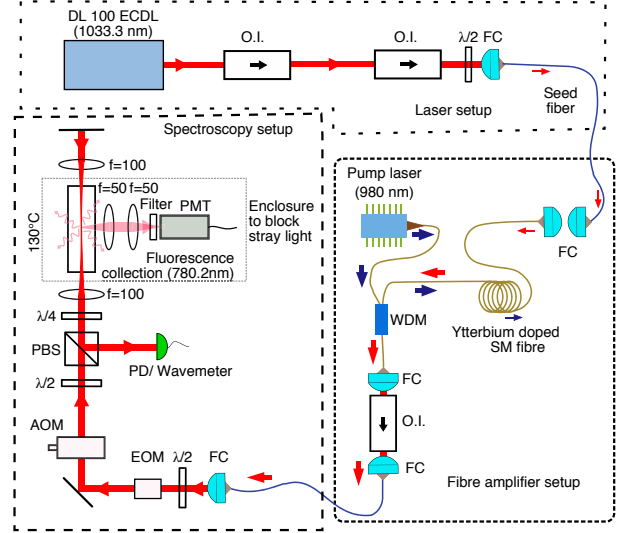 DL 100 ECDL
(1033.3 nm)
O.I.
O.I.
λ/2
FC
Laser setup
Seed
fiber
Spectroscopy setup
f=100
f=50 f=50
Filter
PMT
130°C
Enclosure
to block
stray light
Fluorescence
collection (780.2nm)
f=100
λ/4
PBS
PD/ Wavemeter
λ/2
AOM
EOM
λ/2
FC
Pump laser
(980 nm)
FC
WDM
Ytterbium doped
SM fibre
FC
O.I.
FC
Fibre amplifier setup